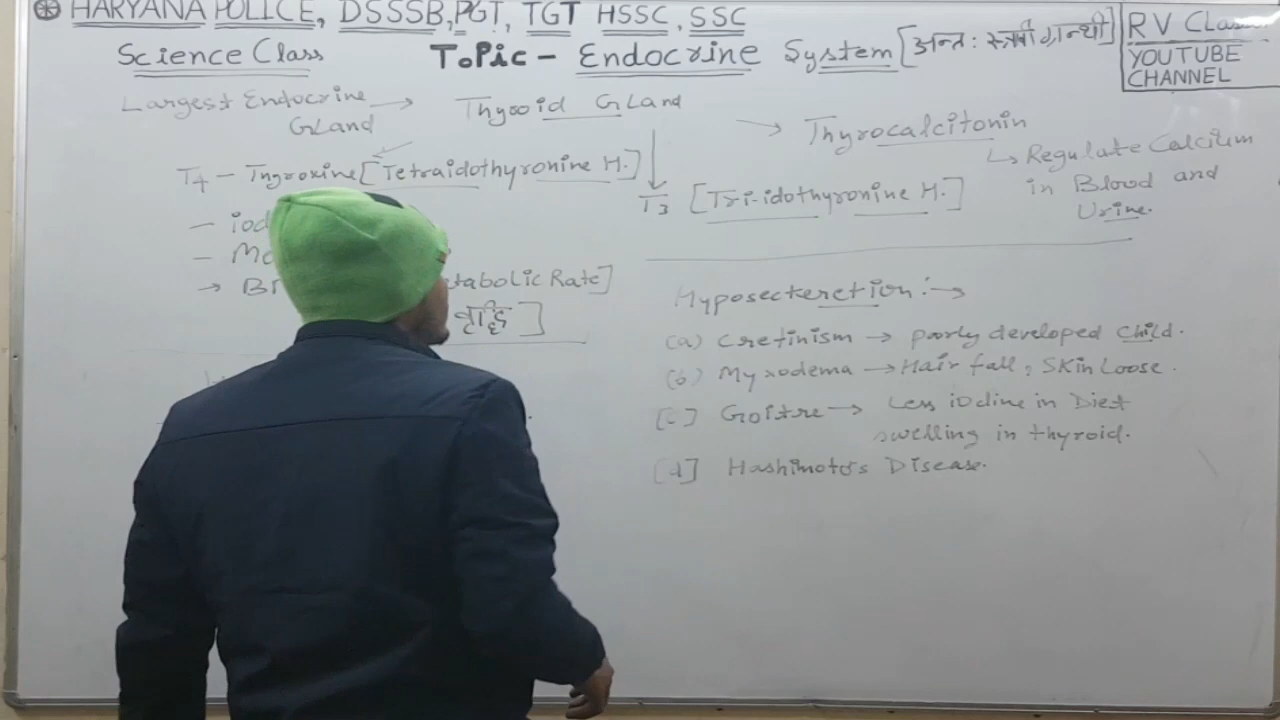 HARYANA POLICE, DSSSB, PGT, TGT HSSC, SSC
Science Class
ToPic - Endocrine System [अन्त: स्त्रावी ग्रन्थी]
RV Class
YOUTUBE
CHANNEL
Largest Endocrine
GLand → Thyroid GLand
T4 - Thyroxine [Tetraidothyronine H.]
T3 [Tri-idothyronine H.]
→ Thyrocalcitonin
↳ Regulate Calcium
in Blood and
Urine.
- iod
→ B
tabolic Rate]
वृद्धि ]
Hyposeckeretion :→
(a) Cretinism → poorly developed Child.
(b) Myxodema → Hair fall, Skin Loose.
[c] Goitre → Less iodine in Diet
swelling in thyroid.
[d] Hashimoto's Disease.